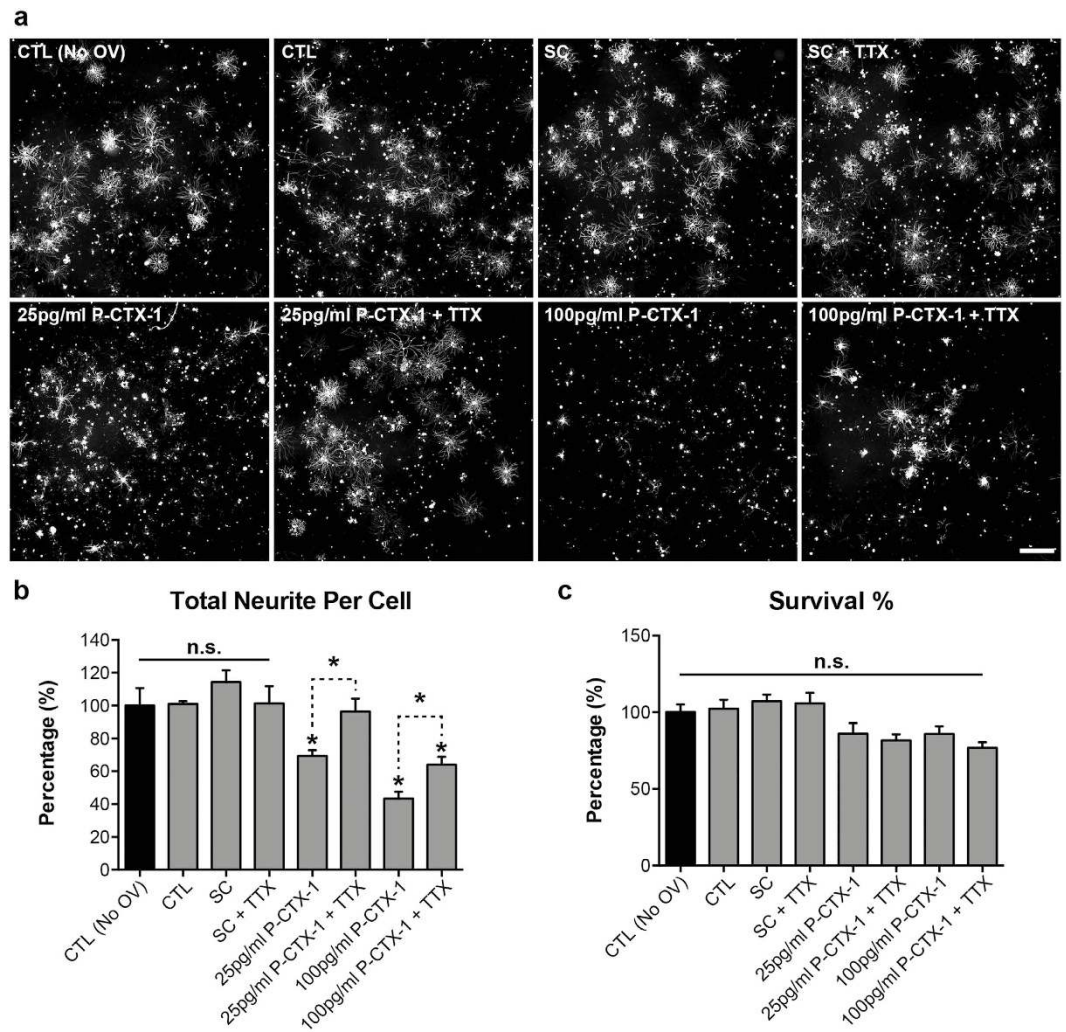 a
CTL (No OV)
CTL
SC
SC + TTX
25pg/ml P-CTX-1
25pg/ml P-CTX-1 + TTX
100pg/ml P-CTX-1
100pg/ml P-CTX-1 + TTX
b
Total Neurite Per Cell
Percentage (%)
140
120
100
80
60
40
20
0
n.s.
*
*
*
*
*
CTL (No OV)
CTL
SC
SC + TTX
25pg/ml P-CTX-1
25pg/ml P-CTX-1 + TTX
100pg/ml P-CTX-1
100pg/ml P-CTX-1 + TTX
c
Survival %
Percentage (%)
150
100
50
0
n.s.
CTL (No OV)
CTL
SC
SC + TTX
25pg/ml P-CTX-1
25pg/ml P-CTX-1 + TTX
100pg/ml P-CTX-1
100pg/ml P-CTX-1 + TTX